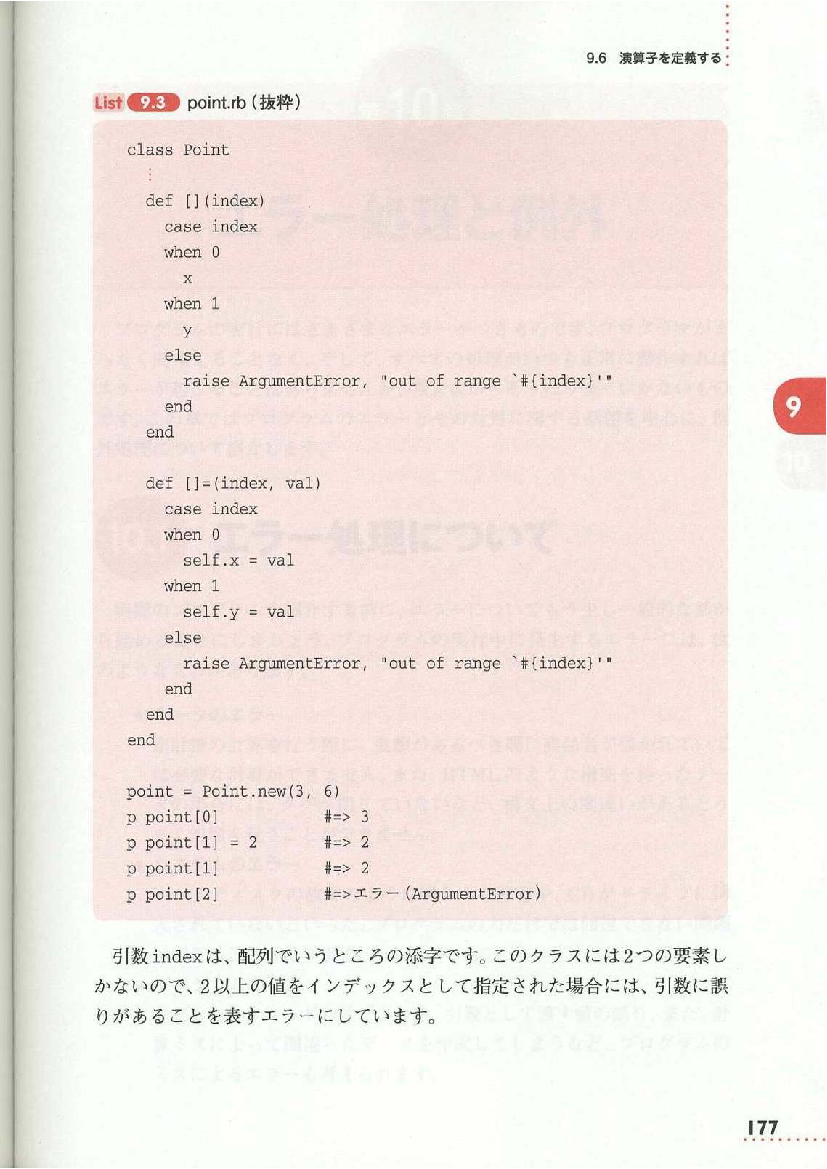 9.6 演算子を定義する
List 9.3 point.rb（抜粋）
class Point
⋮
def [](index)
case index
when 0
x
when 1
y
else
raise ArgumentError, "out of range `#{index}'"
end
end
def []=(index, val)
case index
when 0
self.x = val
when 1
self.y = val
else
raise ArgumentError, "out of range `#{index}'"
end
end
end
point = Point.new(3, 6)
p point[0] #=> 3
p point[1] = 2 #=> 2
p point[1] #=> 2
p point[2] #=>エラー(ArgumentError)
9
引数indexは、配列でいうところの添字です。このクラスには2つの要素し
かないので、2以上の値をインデックスとして指定された場合には、引数に誤
りがあることを表すエラーにしています。
177